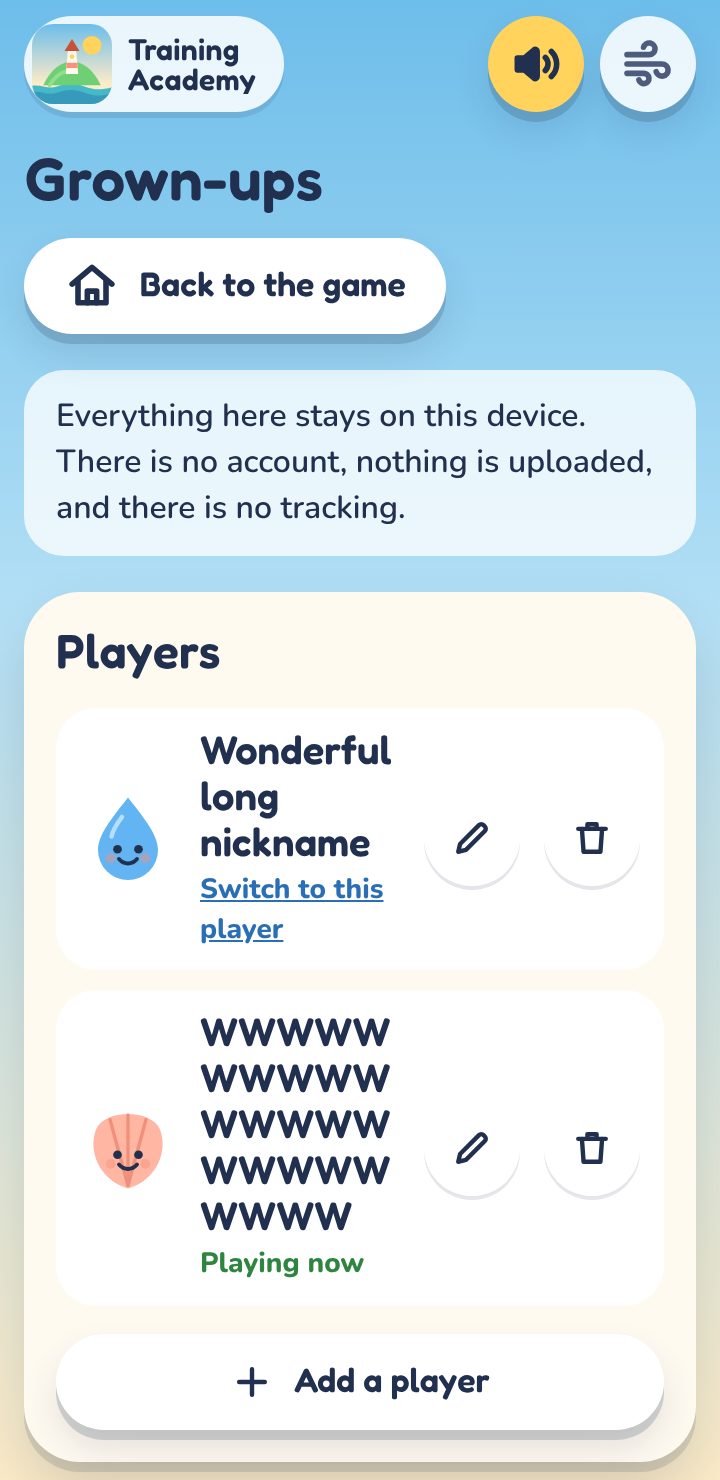 Training
Academy
Grown-ups
Back to the game
Everything here stays on this device.
There is no account, nothing is uploaded,
and there is no tracking.
Players
Wonderful
long
nickname
Switch to this
player
WWWWW
WWWWW
WWWWW
WWWWW
WWWW
Playing now
Add a player